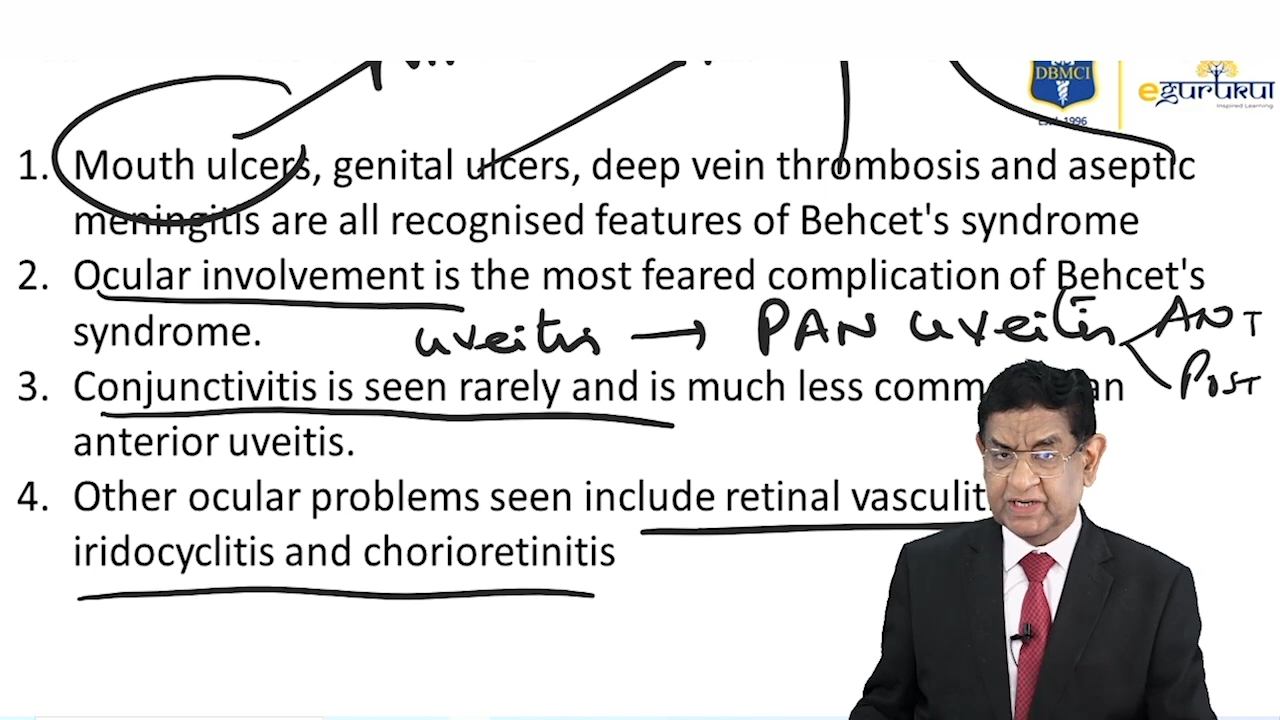 DBMCI
Estd. 1996
eGurukul
Inspired Learning
1. Mouth ulcers, genital ulcers, deep vein thrombosis and aseptic
meningitis are all recognised features of Behcet's syndrome
2. Ocular involvement is the most feared complication of Behcet's
syndrome.
uveitis → PAN uveitis
ANT
POST
3. Conjunctivitis is seen rarely and is much less
anterior uveitis.
4. Other ocular problems seen include retinal
iridocyclitis and chorioretinitis